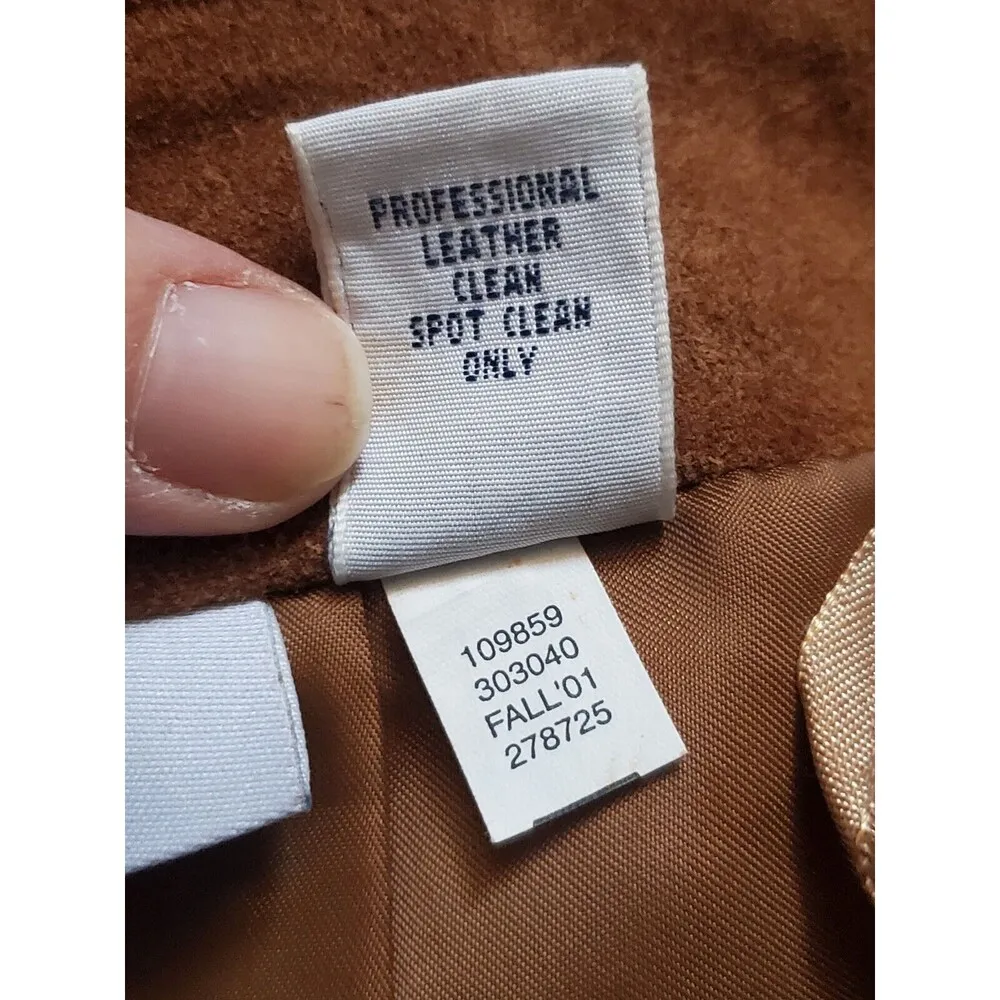 PROFESSIONAL
LEATHER
CLEAN
SPOT CLEAN
ONLY
109859
303040
FALL'01
278725